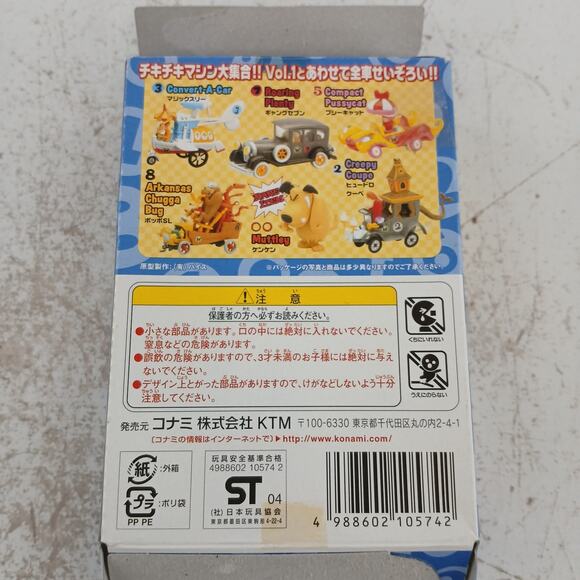 チキチキマシン大集合!! Vol.1とあわせて全車せいぞろい!!
3 Convert-A-Car
マジックスリー
7 Roaring
Plenty
ギャングセブン
5 Compact
Pussycat
プシーキャット
8
Arkansas
Chugga
Bug
ポッポSL
Muttley
ケンケン
2 Creepy
Coupe
ヒュードロ
クーペ
原型製作:(有)パイス
※パッケージの写真と商品は多少異なりますのでご了承ください。
注意
保護者の方へ必ずお読みください。
●小さな部品があります。口の中には絶対に入れないでください。
窒息などの危険があります。
●誤飲の危険がありますので、3才未満のお子様には絶対に与え
ないでください。
●デザイン上とがった部品がありますので、けがなどしないよう十分
注意してください。
くちにいれない
うえにのらない
発売元 コナミ 株式会社 KTM 〒100-6330 東京都千代田区丸の内2-4-1
(コナミの情報はインターネットで)▶http://www.konami.com/
紙 :外箱
プラ :ポリ袋
PP PE
玩具安全基準合格
4988602 10574 2
ST 04
(社)日本玩具協会
東京都墨田区東駒形4-22-4
4 988602 105742